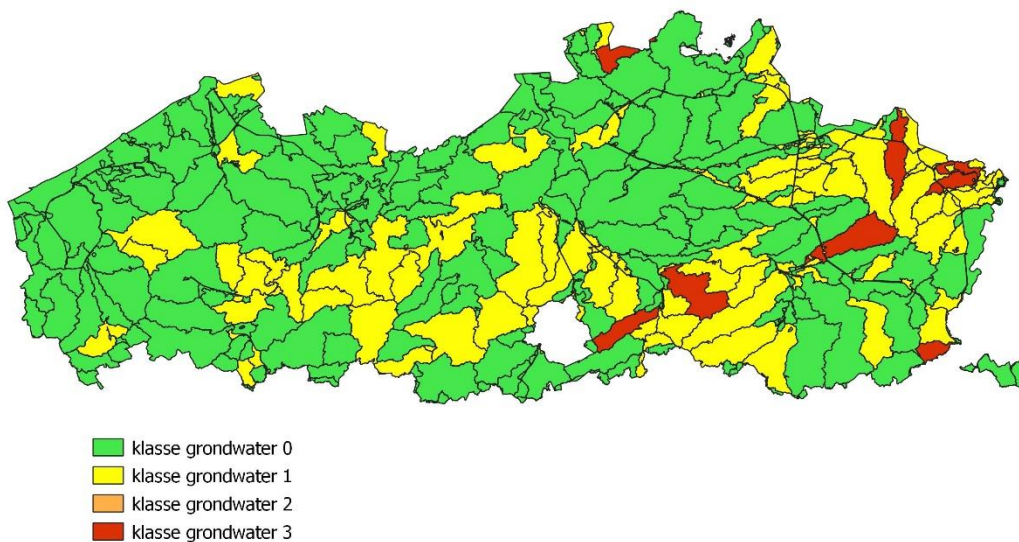 klasse grondwater 0
klasse grondwater 1
klasse grondwater 2
klasse grondwater 3